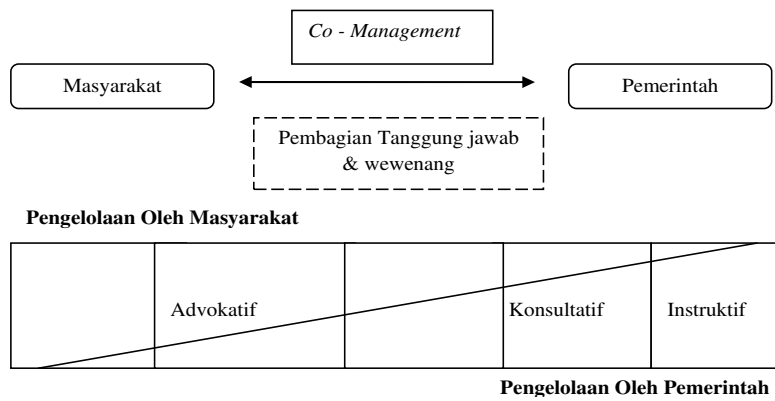 Co - Management
Masyarakat
Pemerintah
Pembagian Tanggung jawab
& wewenang
Pengelolaan Oleh Masyarakat
Advokatif
Konsultatif
Instruktif
Pengelolaan Oleh Pemerintah